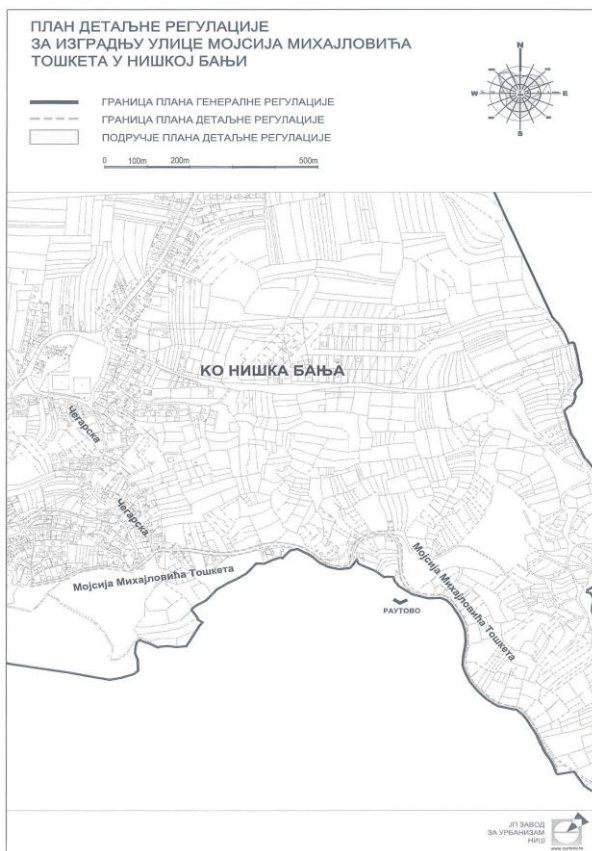 ПЛАН ДЕТАЉНЕ РЕГУЛАЦИЈЕ
ЗА ИЗГРАДЊУ УЛИЦЕ МОЈСИЈА МИХАЈЛОВИЋА
ТОШКЕТА У НИШКОЈ БАЊИ
N
W E
S
ГРАНИЦА ПЛАНА ГЕНЕРАЛНЕ РЕГУЛАЦИЈЕ
ГРАНИЦА ПЛАНА ДЕТАЉНЕ РЕГУЛАЦИЈЕ
ПОДРУЧЈЕ ПЛАНА ДЕТАЉНЕ РЕГУЛАЦИЈЕ
0 100m 200m 500m
КО НИШКА БАЊА
Чегарска
Чегарска
Мојсија Михајловића Тошкета
Мојсија Михајловића Тошкета
РАУТОВО
ЈП ЗАВОД
ЗА УРБАНИЗАМ
НИШ